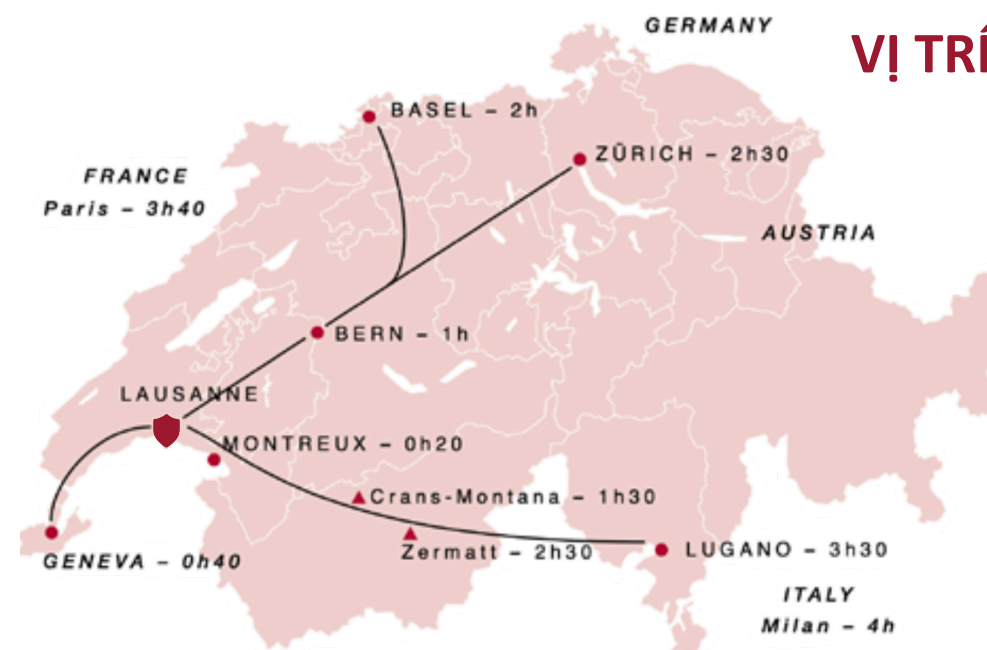 GERMANY
VỊ TRÍ
BASEL – 2h
ZÜRICH – 2h30
FRANCE
Paris – 3h40
AUSTRIA
BERN – 1h
LAUSANNE
MONTREUX – 0h20
Crans-Montana – 1h30
Zermatt – 2h30
LUGANO – 3h30
GENEVA – 0h40
ITALY
Milan – 4h